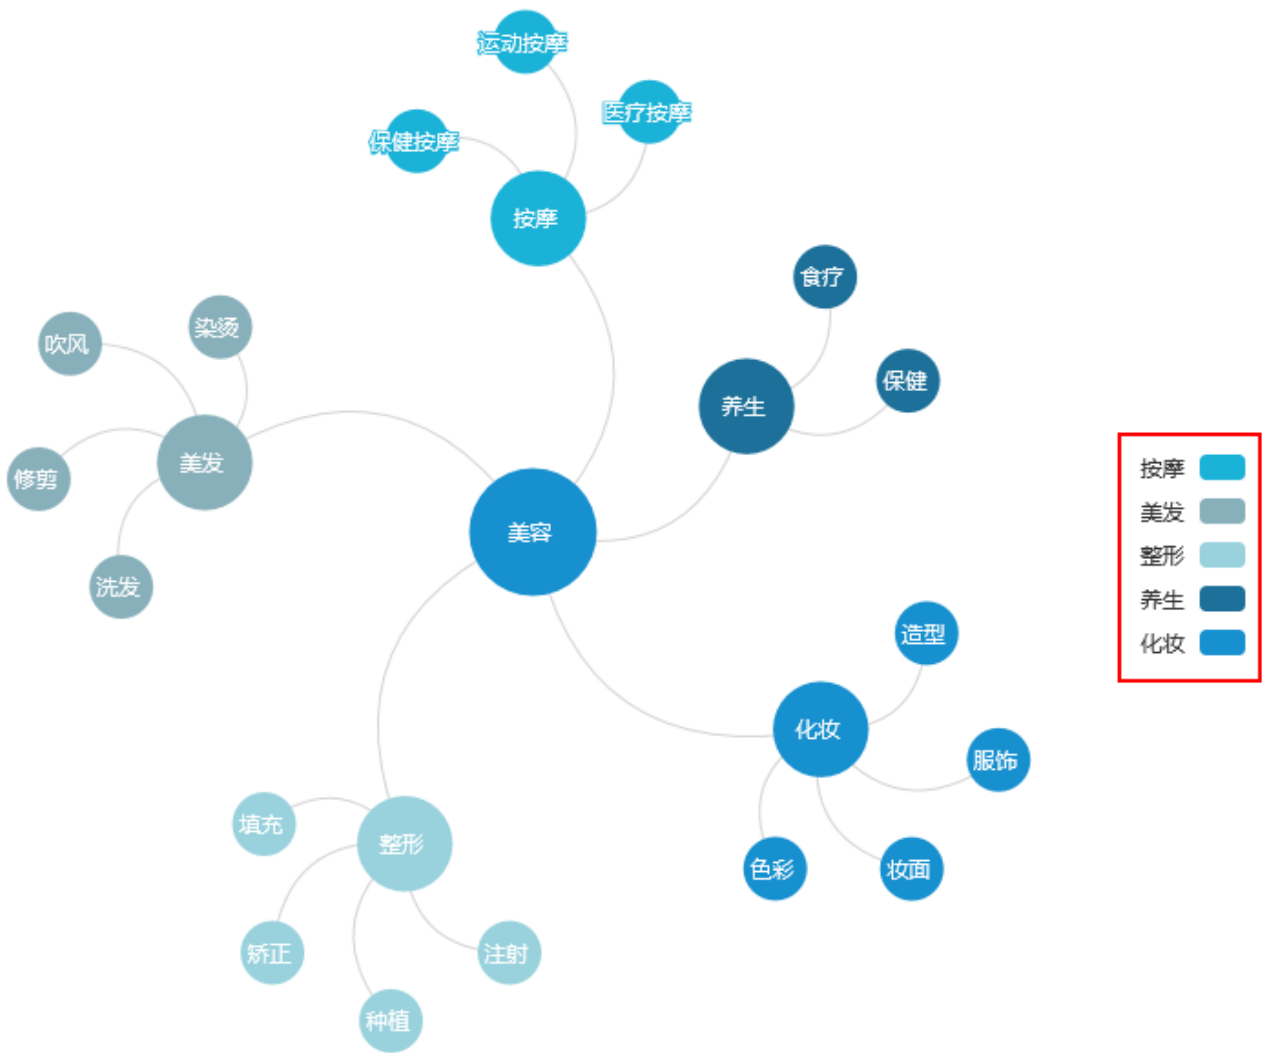 运动按摩
医疗按摩
保健按摩
按摩
食疗
保健
养生
染烫
吹风
美发
修剪
洗发
美容
造型
化妆
服饰
色彩
妆面
填充
整形
矫正
注射
种植
按摩
美发
整形
养生
化妆